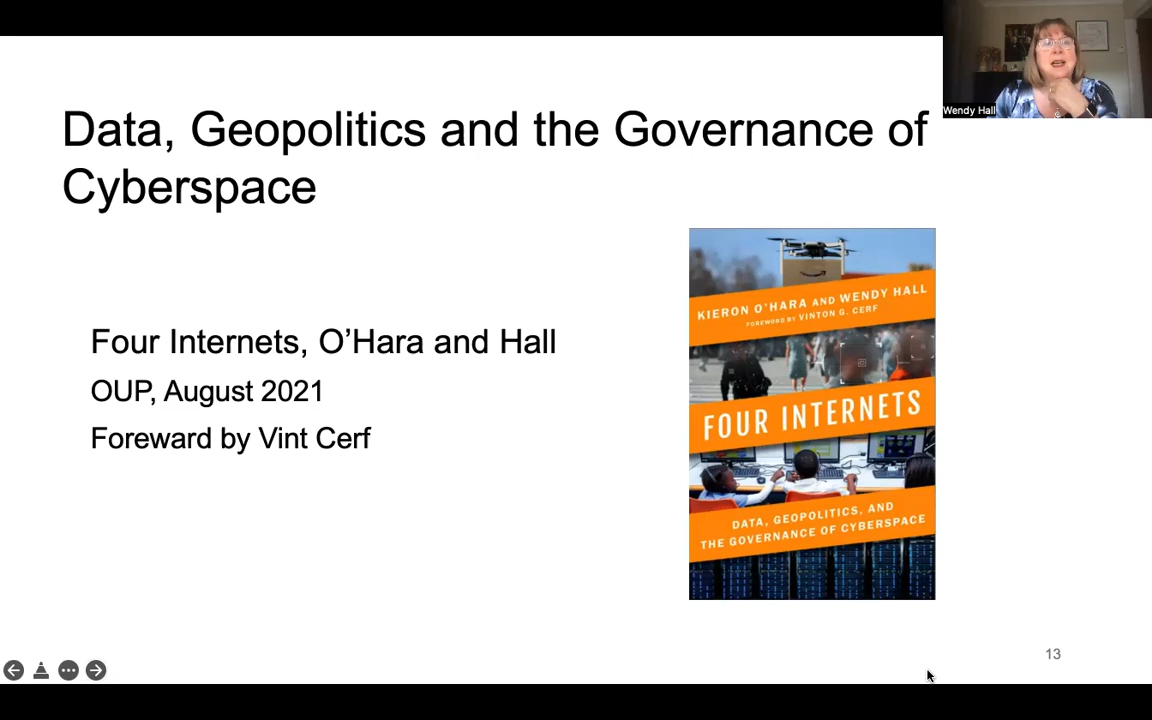 Wendy Hall
Data, Geopolitics and the Governance of
Cyberspace
Four Internets, O’Hara and Hall
OUP, August 2021
Foreward by Vint Cerf
KIERON O’HARA AND WENDY HALL
FOREWORD BY VINTON G. CERF
FOUR INTERNETS
DATA, GEOPOLITICS, AND
THE GOVERNANCE OF CYBERSPACE
13